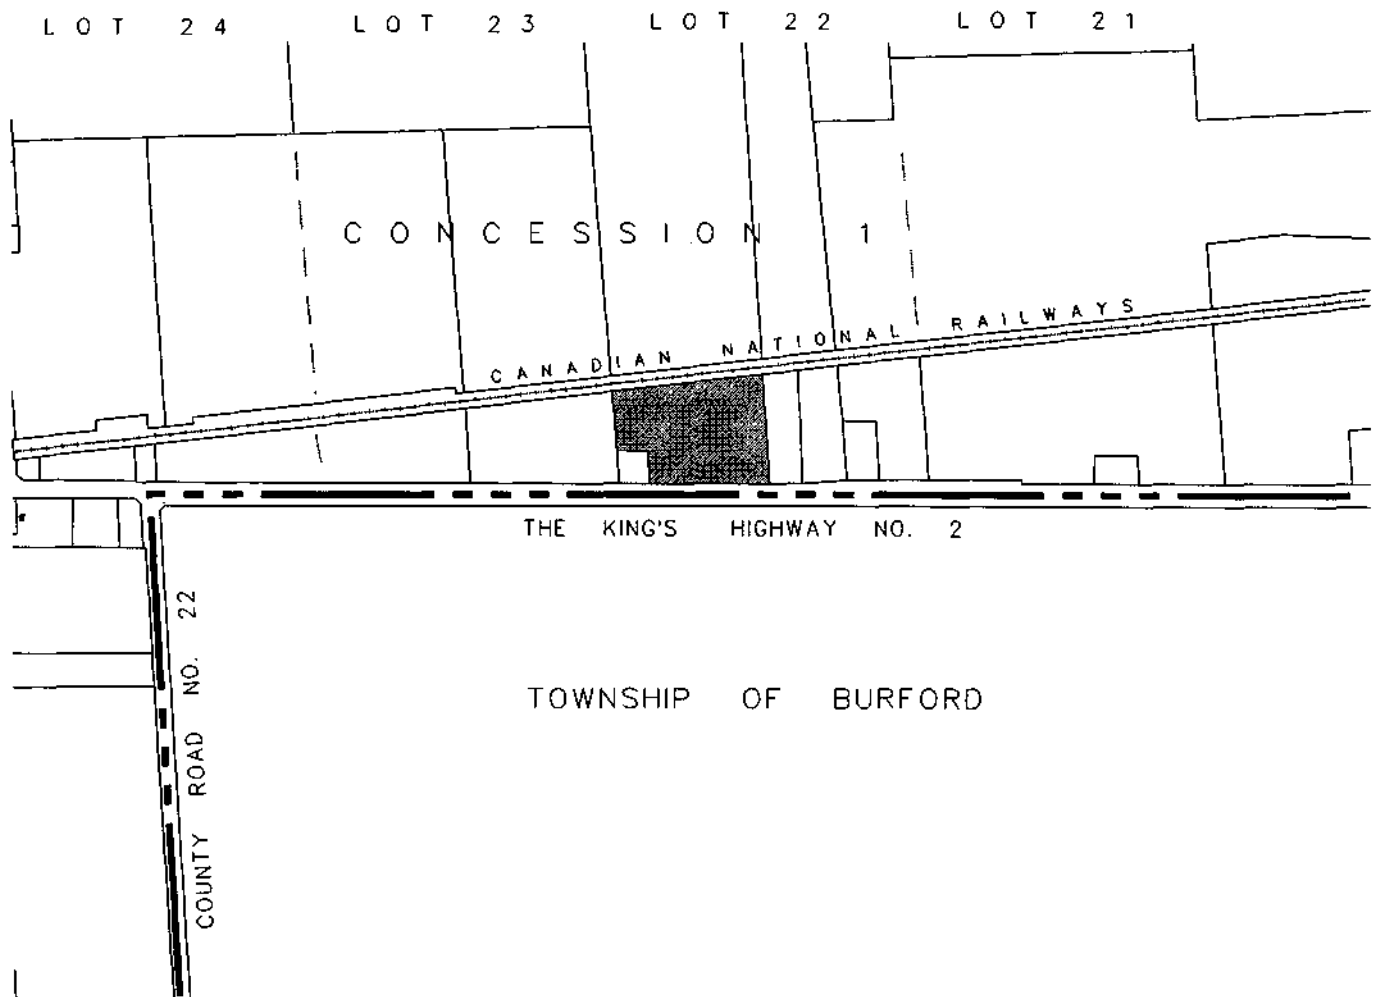 LOT 24 LOT 23 LOT 22 LOT 21
CONCESSION 1
CANADIAN NATIONAL RAILWAYS
THE KING'S HIGHWAY NO. 2
COUNTY ROAD NO. 22
TOWNSHIP OF BURFORD